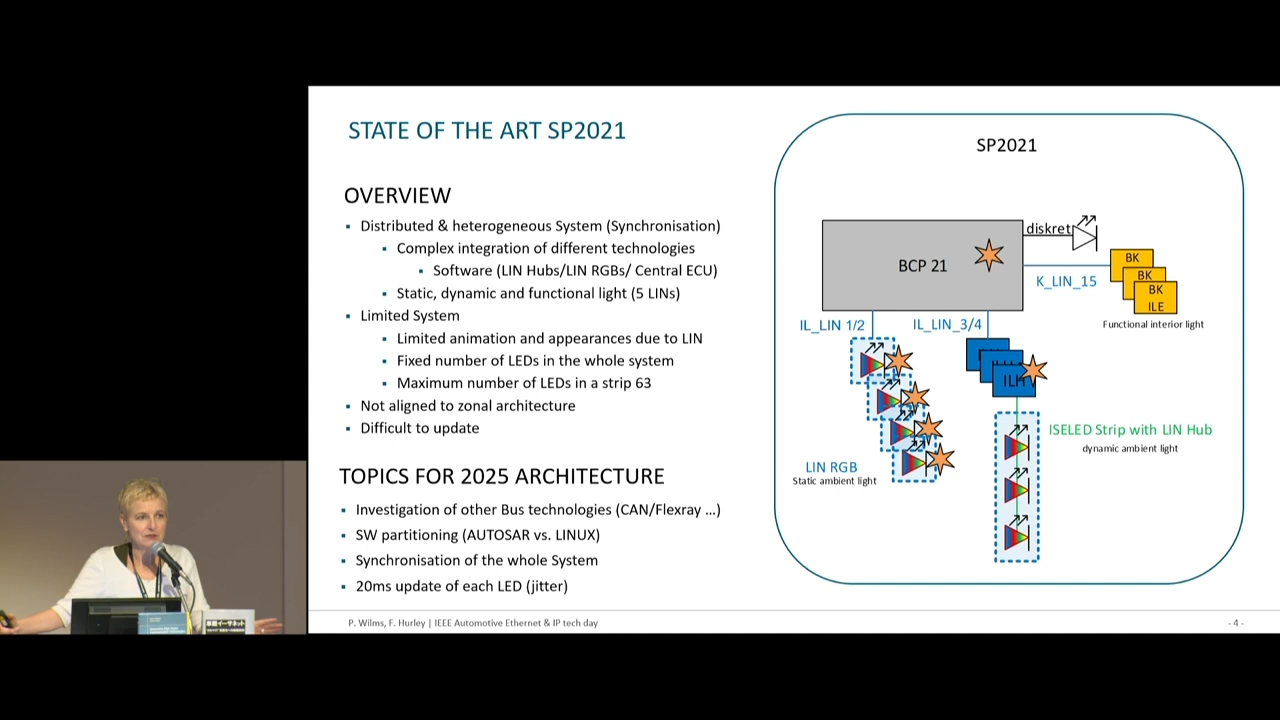 STATE OF THE ART SP2021
OVERVIEW
Distributed & heterogeneous System (Synchronisation)
Complex integration of different technologies
Software (LIN Hubs/LIN RGBs/ Central ECU)
Static, dynamic and functional light (5 LINs)
Limited System
Limited animation and appearances due to LIN
Fixed number of LEDs in the whole system
Maximum number of LEDs in a strip 63
Not aligned to zonal architecture
Difficult to update
TOPICS FOR 2025 ARCHITECTURE
Investigation of other Bus technologies (CAN/Flexray ...)
SW partitioning (AUTOSAR vs. LINUX)
Synchronisation of the whole System
20ms update of each LED (jitter)
SP2021
BCP 21
diskret
K_LIN_15
BK
BK
BK
ILE
Functional interior light
IL_LIN 1/2
IL_LIN_3/4
ISELED Strip with LIN Hub
dynamic ambient light
LIN RGB
Static ambient light
P. Wilms, F. Hurley | IEEE Automotive Ethernet & IP tech day
- 4 -